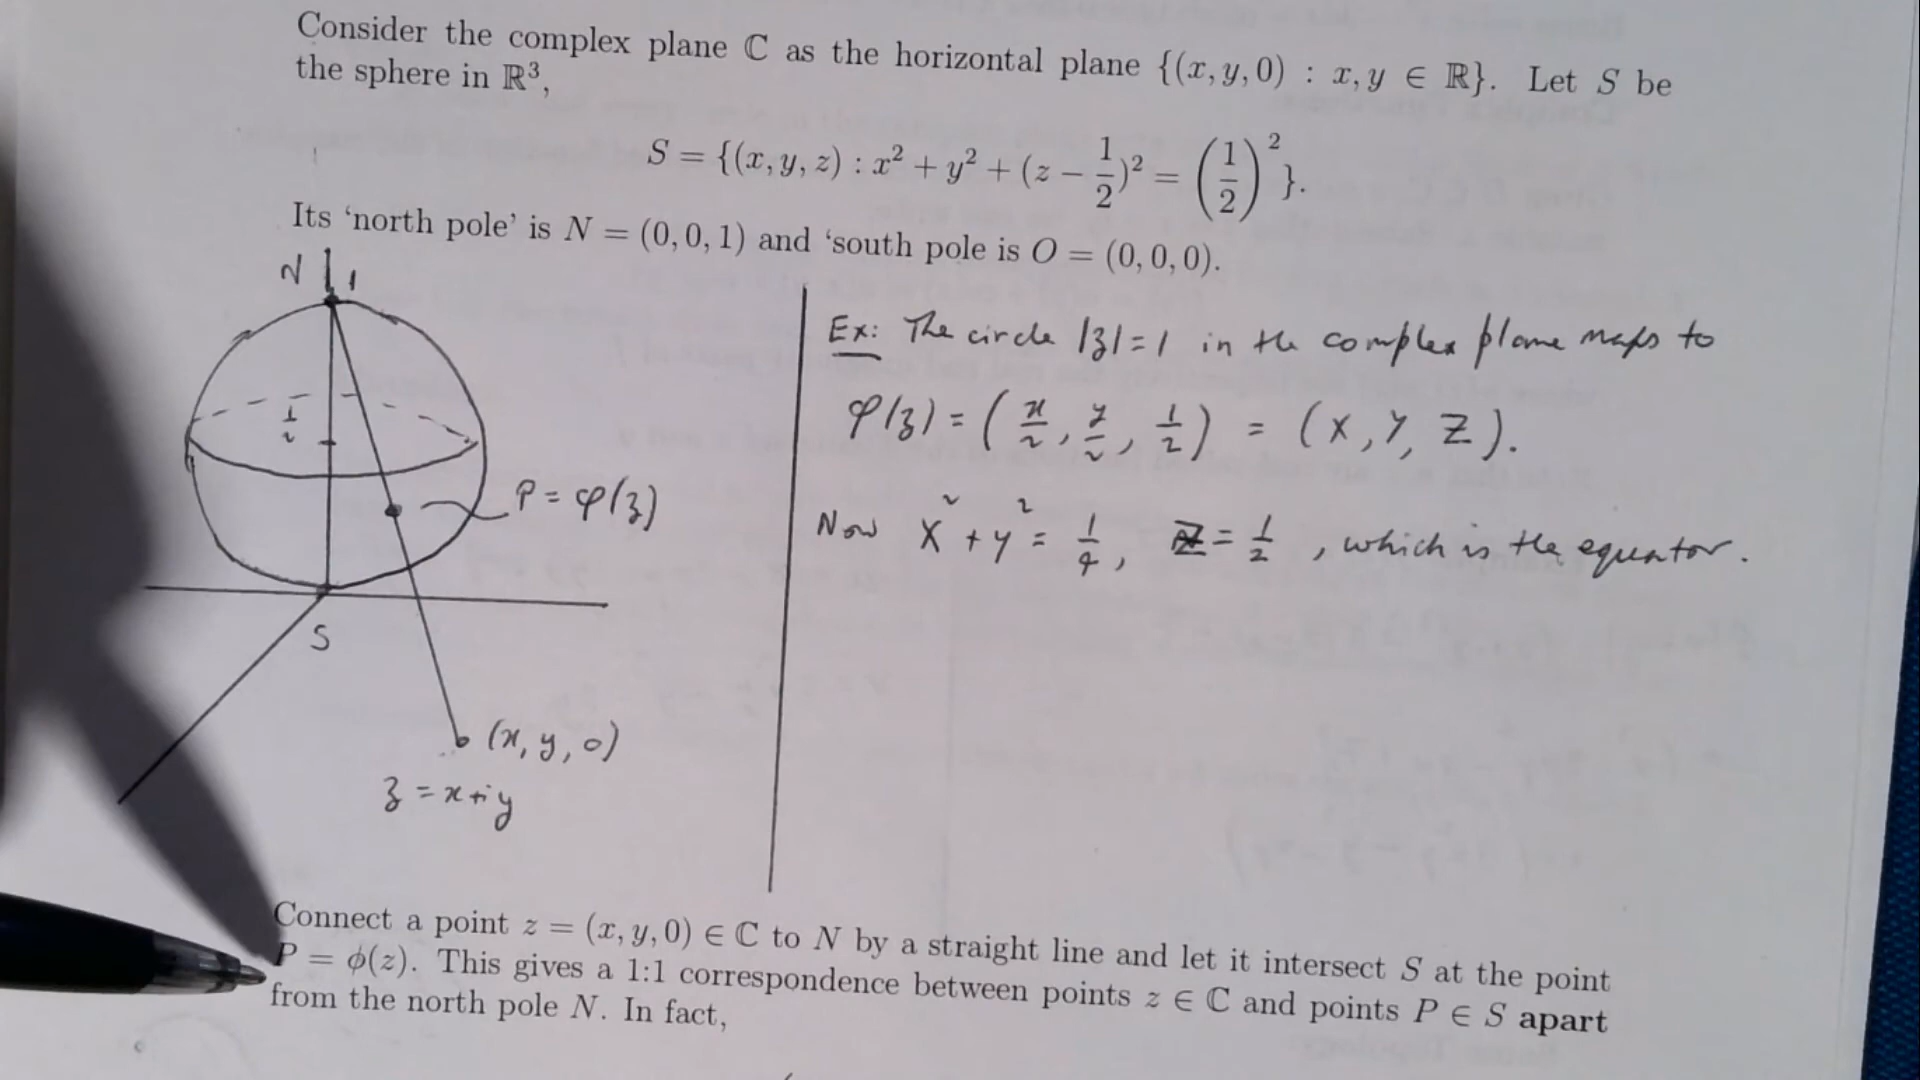 Consider the complex plane ℂ as the horizontal plane {(x, y, 0) : x, y ∈ ℝ}. Let S be
the sphere in ℝ³,
S = {(x, y, z) : x² + y² + (z − 1/2)² = (1/2)²}.
Its 'north pole' is N = (0, 0, 1) and 'south pole is O = (0, 0, 0).
N 1
1/2
P = φ(z)
S
(x, y, 0)
z = x + iy
Ex: The circle |z| = 1 in the complex plane maps to
φ(z) = (x/2, y/2, 1/2) = (X, Y, Z).
Now X² + Y² = 1/4, Z = 1/2, which is the equator.
Connect a point z = (x, y, 0) ∈ ℂ to N by a straight line and let it intersect S at the point
P = ϕ(z). This gives a 1:1 correspondence between points z ∈ ℂ and points P ∈ S apart
from the north pole N. In fact,